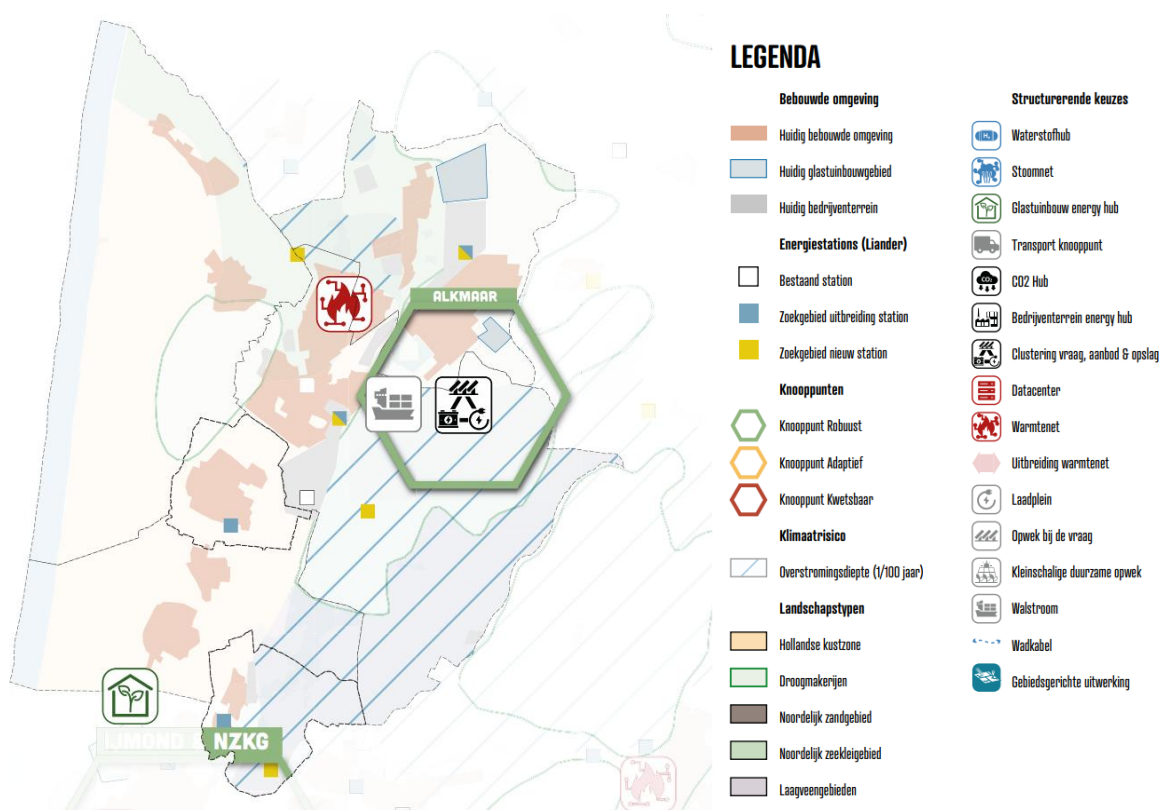 ALKMAAR
IJMOND & NZKG
LEGENDA
Bebouwde omgeving
Huidig bebouwde omgeving
Huidig glastuinbouwgebied
Huidig bedrijventerrein
Energiestations (Liander)
Bestaand station
Zoekgebied uitbreiding station
Zoekgebied nieuw station
Knooppunten
Knooppunt Robuust
Knooppunt Adaptief
Knooppunt Kwetsbaar
Klimaatrisico
Overstromingsdiepte (1/100 jaar)
Landschapstypen
Hollandse kustzone
Droogmakerijen
Noordelijk zandgebied
Noordelijk zeekleigebied
Laagveengebieden
Structurerende keuzes
H₂
Waterstofhub
Stoomnet
Glastuinbouw energy hub
Transport knooppunt
CO₂
CO2 Hub
Bedrijventerrein energy hub
Clustering vraag, aanbod & opslag
Datacenter
Warmtenet
Uitbreiding warmtenet
Laadplein
Opwek bij de vraag
Kleinschalige duurzame opwek
Walstroom
Wadkabel
Gebiedsgerichte uitwerking